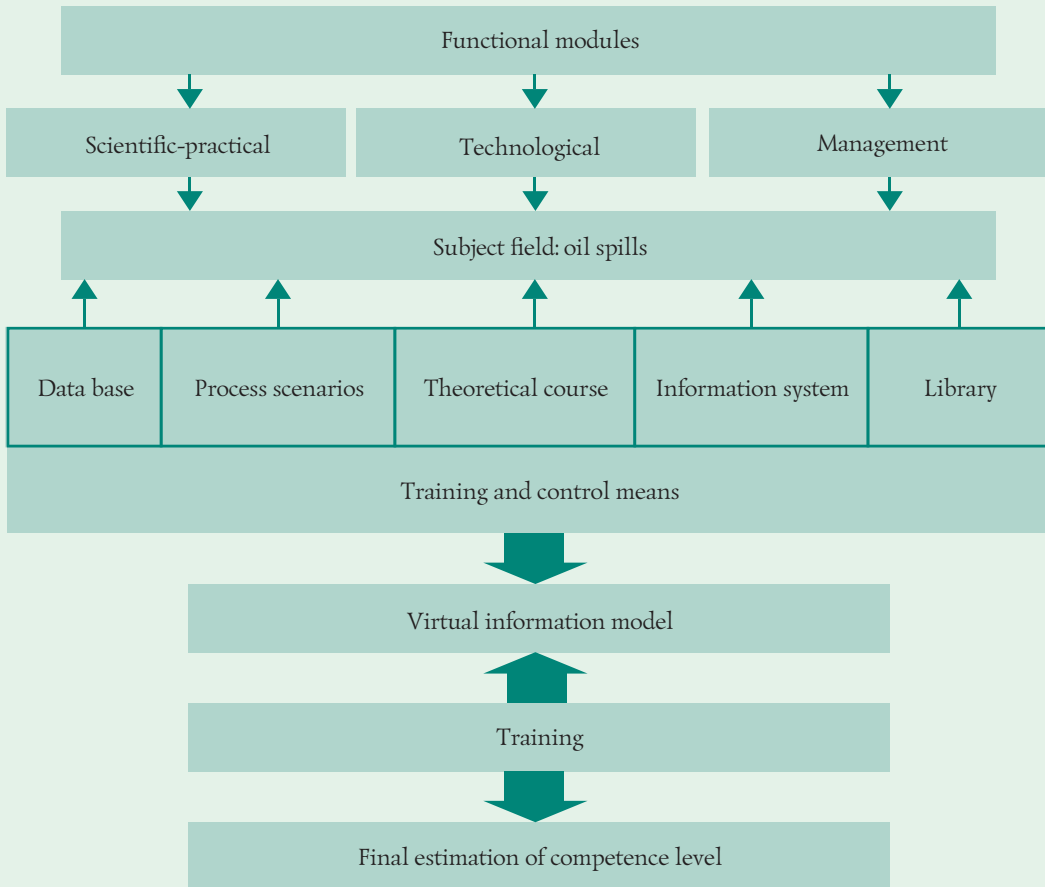 Functional modules
Scientific-practical
Technological
Management
Subject field: oil spills
Data base
Process scenarios
Theoretical course
Information system
Library
Training and control means
Virtual information model
Training
Final estimation of competence level